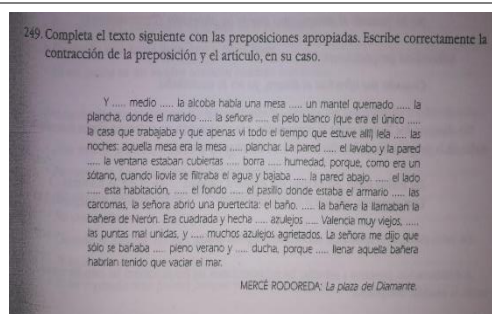 249. Completa el texto siguiente con las preposiciones apropiadas. Escribe correctamente la
contracción de la preposición y el artículo, en su caso.
Y ..... medio ..... la alcoba había una mesa ..... un mantel quemado ..... la
plancha, donde el marido ..... la señora ..... el pelo blanco (que era el único .....
la casa que trabajaba y que apenas vi todo el tiempo que estuve allí) leía ..... las
noches: aquella mesa era la mesa ..... planchar. La pared ..... el lavabo y la pared
..... la ventana estaban cubiertas ..... borra ..... humedad, porque, como era un
sótano, cuando llovía se filtraba el agua y bajaba ..... la pared abajo. ..... el lado
..... esta habitación, ..... el fondo ..... el pasillo donde estaba el armario ..... las
carcomas, la señora abrió una puertecita: el baño. ..... la bañera la llamaban la
bañera de Nerón. Era cuadrada y hecha ..... azulejos ..... Valencia muy viejos, .....
las puntas mal unidas, y ..... muchos azulejos agrietados. La señora me dijo que
sólo se bañaba ..... pleno verano y ..... ducha, porque ..... llenar aquella bañera
habrían tenido que vaciar el mar.
MERCÉ RODOREDA: La plaza del Diamante.